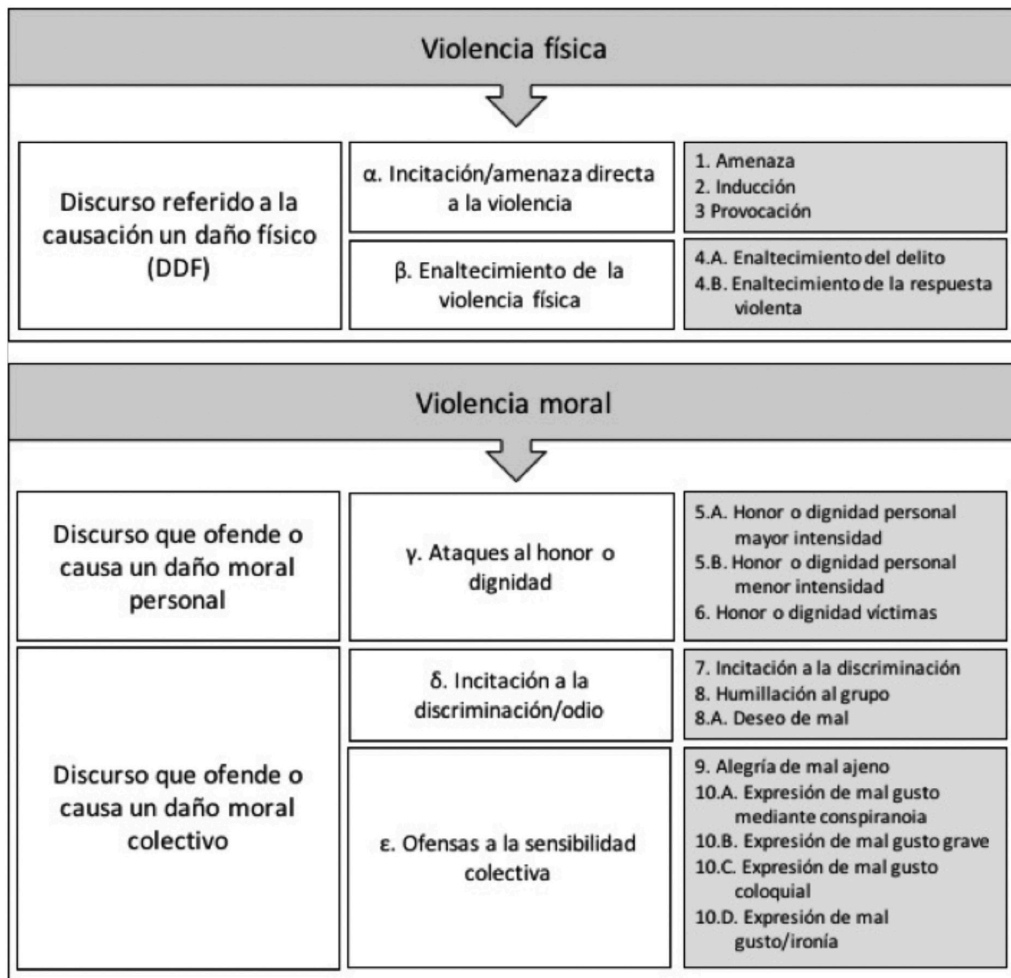 Violencia física
Discurso referido a la
causación un daño físico
(DDF)
α. Incitación/amenaza directa
a la violencia
1. Amenaza
2. Inducción
3 Provocación
β. Enaltecimiento de la
violencia física
4.A. Enaltecimiento del delito
4.B. Enaltecimiento de la respuesta
violenta
Violencia moral
Discurso que ofende o
causa un daño moral
personal
γ. Ataques al honor o
dignidad
5.A. Honor o dignidad personal
mayor intensidad
5.B. Honor o dignidad personal
menor intensidad
6. Honor o dignidad víctimas
Discurso que ofende o
causa un daño moral
colectivo
δ. Incitación a la
discriminación/odio
7. Incitación a la discriminación
8. Humillación al grupo
8.A. Deseo de mal
ε. Ofensas a la sensibilidad
colectiva
9. Alegría de mal ajeno
10.A. Expresión de mal gusto
mediante conspiranoia
10.B. Expresión de mal gusto grave
10.C. Expresión de mal gusto
coloquial
10.D. Expresión de mal
gusto/ironía